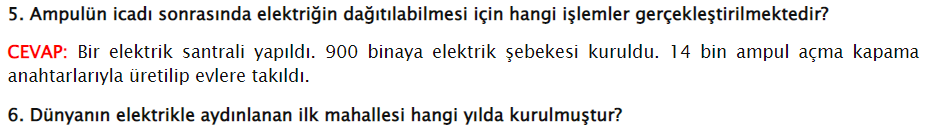 5. Ampulün icadı sonrasında elektriğin dağıtılabilmesi için hangi işlemler gerçekleştirilmektedir?
CEVAP: Bir elektrik santrali yapıldı. 900 binaya elektrik şebekesi kuruldu. 14 bin ampul açma kapama
anahtarlarıyla üretilip evlere takıldı.
6. Dünyanın elektrikle aydınlanan ilk mahallesi hangi yılda kurulmuştur?